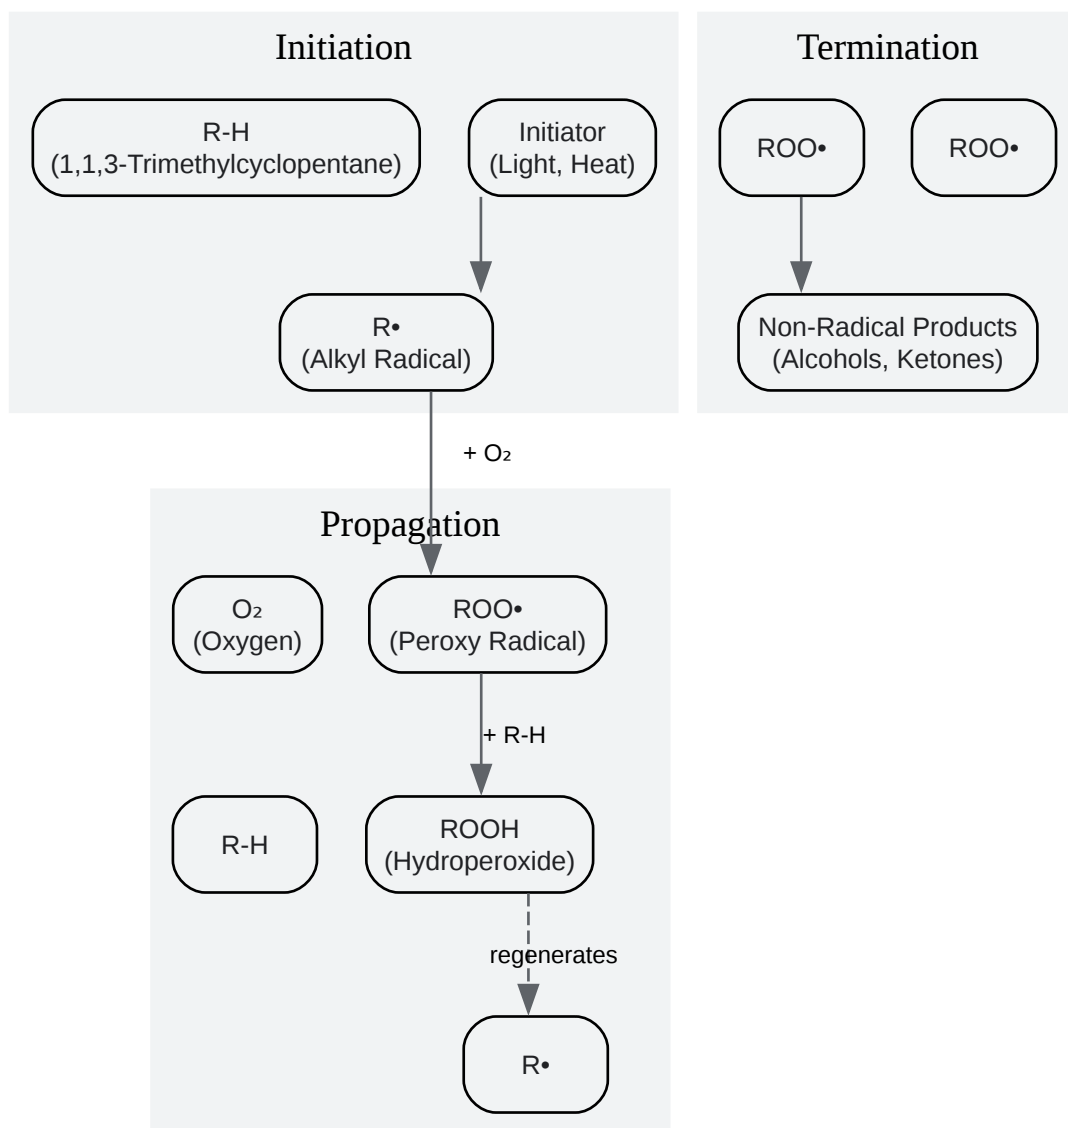 Initiation
R-H
(1,1,3-Trimethylcyclopentane)
Initiator
(Light, Heat)
R•
(Alkyl Radical)
+ O₂
Termination
ROO•
ROO•
Non-Radical Products
(Alcohols, Ketones)
Propagation
O₂
(Oxygen)
ROO•
(Peroxy Radical)
+ R-H
R-H
ROOH
(Hydroperoxide)
regenerates
R•